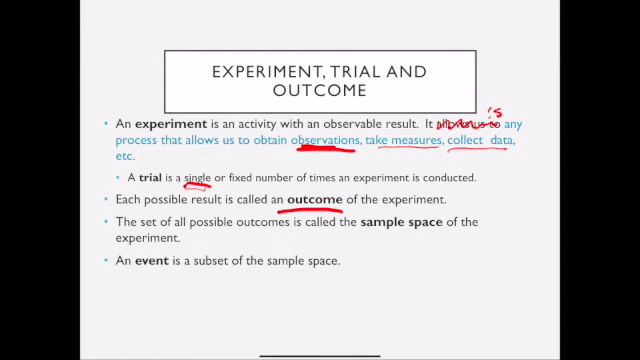 EXPERIMENT, TRIAL AND
OUTCOME
is
An experiment is an activity with an observable result. It allows us to any
process that allows us to obtain observations, take measures, collect data,
etc.
A trial is a single or fixed number of times an experiment is conducted.
Each possible result is called an outcome of the experiment.
The set of all possible outcomes is called the sample space of the
experiment.
An event is a subset of the sample space.